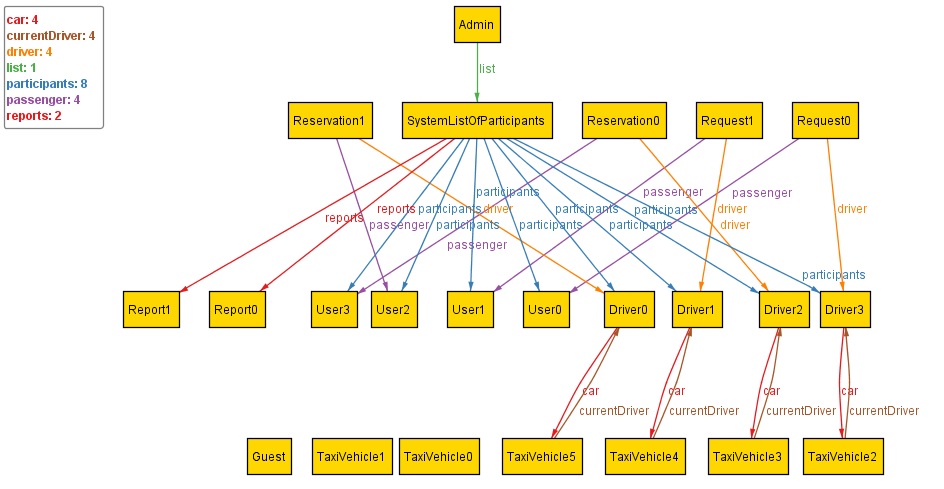 car: 4
currentDriver: 4
driver: 4
list: 1
participants: 8
passenger: 4
reports: 2
Admin
list
Reservation1
SystemListOfParticipants
Reservation0
Request1
Request0
participants
passenger
passenger
reports
reports
participants
driver
participants
participants
driver
driver
passenger
participants
participants
participants
driver
passenger
participants
Report1
Report0
User3
User2
User1
User0
Driver0
Driver1
Driver2
Driver3
car
car
car
car
currentDriver
currentDriver
currentDriver
currentDriver
Guest
TaxiVehicle1
TaxiVehicle0
TaxiVehicle5
TaxiVehicle4
TaxiVehicle3
TaxiVehicle2